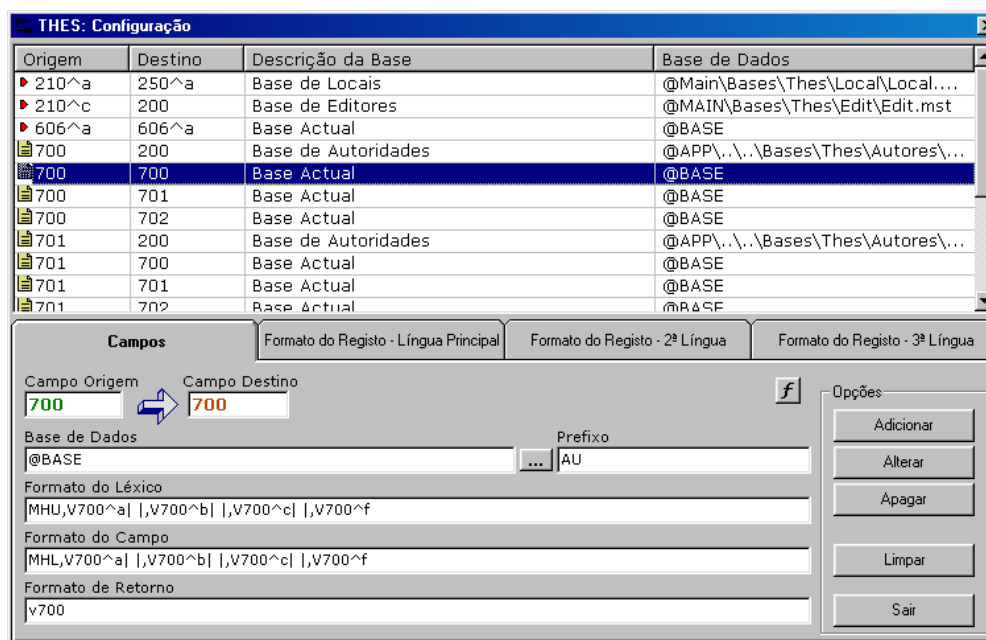 THES: Configuração
Origem Destino Descrição da Base Base de Dados
210^a 250^a Base de Locais @Main\Bases\Thes\Local\Local....
210^c 200 Base de Editores @MAIN\Bases\Thes\Edit\Edit.mst
606^a 606^a Base Actual @BASE
700 200 Base de Autoridades @APP\..\..\Bases\Thes\Autores\...
700 700 Base Actual @BASE
700 701 Base Actual @BASE
700 702 Base Actual @BASE
701 200 Base de Autoridades @APP\..\..\Bases\Thes\Autores\...
701 700 Base Actual @BASE
701 701 Base Actual @BASE
701 702 Base Actual @BASE
Campos Formato do Registo - Língua Principal Formato do Registo - 2ª Língua Formato do Registo - 3ª Língua
Campo Origem Campo Destino
700 700 f
Opções
Adicionar
Base de Dados Prefixo
@BASE ... AU
Alterar
Formato do Léxico
MHU,V700^a| |,V700^b| |,V700^c| |,V700^f
Apagar
Formato do Campo
MHL,V700^a| |,V700^b| |,V700^c| |,V700^f
Limpar
Formato de Retorno
v700
Sair